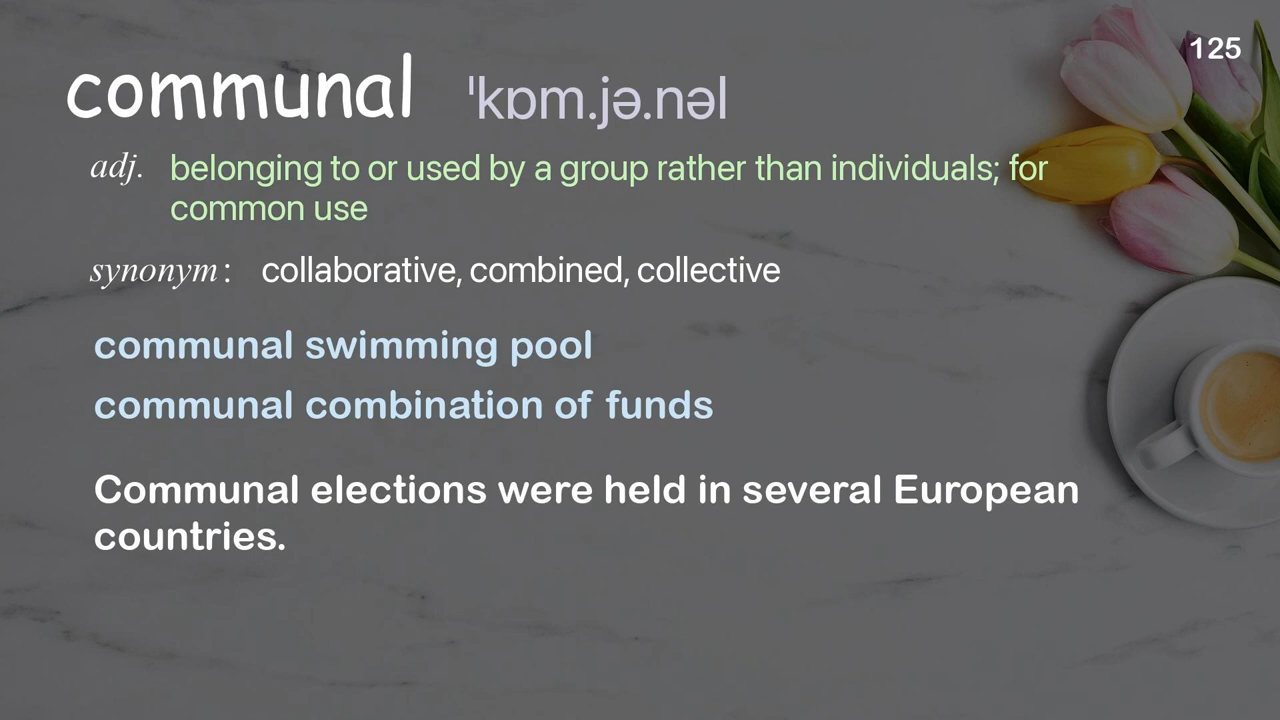 125
communal ˈkɒm.jə.nəl
adj. belonging to or used by a group rather than individuals; for
common use
synonym: collaborative, combined, collective
communal swimming pool
communal combination of funds
Communal elections were held in several European
countries.